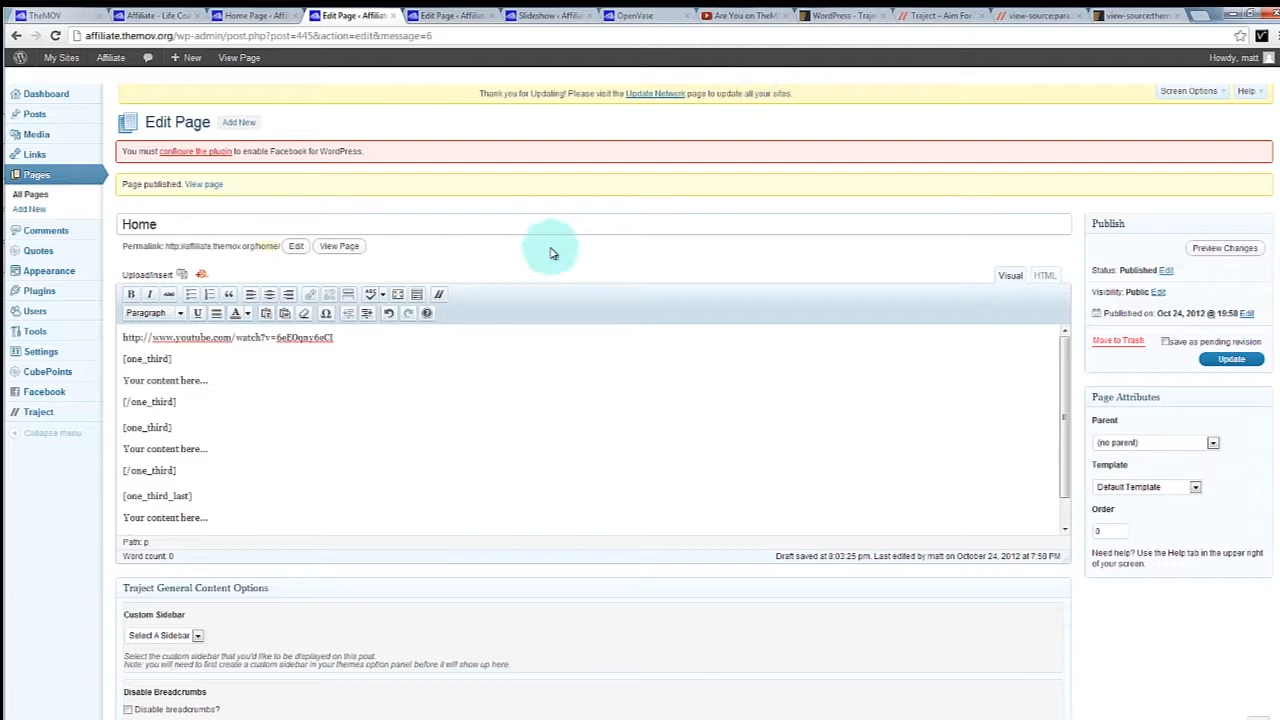 TheMOV
Affiliate - Life Coa
Home Page < Affil
Edit Page < Affiliat
Edit Page < Affiliat
Slideshow < Affilia
OpenVase
Are You on TheM
WordPress - Traje
Traject – Aim For
view-source:para
view-source:them
affiliate.themov.org/wp-admin/post.php?post=445&action=edit&message=6
My Sites
Affiliate
New
View Page
Howdy, matt
Dashboard
Posts
Media
Links
Pages
All Pages
Add New
Comments
Quotes
Appearance
Plugins
Users
Tools
Settings
CubePoints
Facebook
Traject
Collapse menu
Thank you for Updating! Please visit the Update Network page to update all your sites.
Screen Options
Help
Edit Page
Add New
You must configure the plugin to enable Facebook for WordPress.
Page published. View page
Home
Permalink: http://affiliate.themov.org/home/
Edit
View Page
Upload/Insert
Visual
HTML
B I ABC
Paragraph
U
A
http://www.youtube.com/watch?v=6eEOqny6eCI
[one_third]
Your content here...
[/one_third]
[one_third]
Your content here...
[/one_third]
[one_third_last]
Your content here...
Path: p
Word count: 0
Draft saved at 8:03:25 pm. Last edited by matt on October 24, 2012 at 7:58 PM
Traject General Content Options
Custom Sidebar
Select A Sidebar
Select the custom sidebar that you'd like to be displayed on this post.
Note: you will need to first create a custom sidebar in your themes option panel before it will show up here.
Disable Breadcrumbs
Disable breadcrumbs?
Publish
Preview Changes
Status: Published Edit
Visibility: Public Edit
Published on: Oct 24, 2012 @ 19:58 Edit
Move to Trash
save as pending revision
Update
Page Attributes
Parent
(no parent)
Template
Default Template
Order
0
Need help? Use the Help tab in the upper right
of your screen.